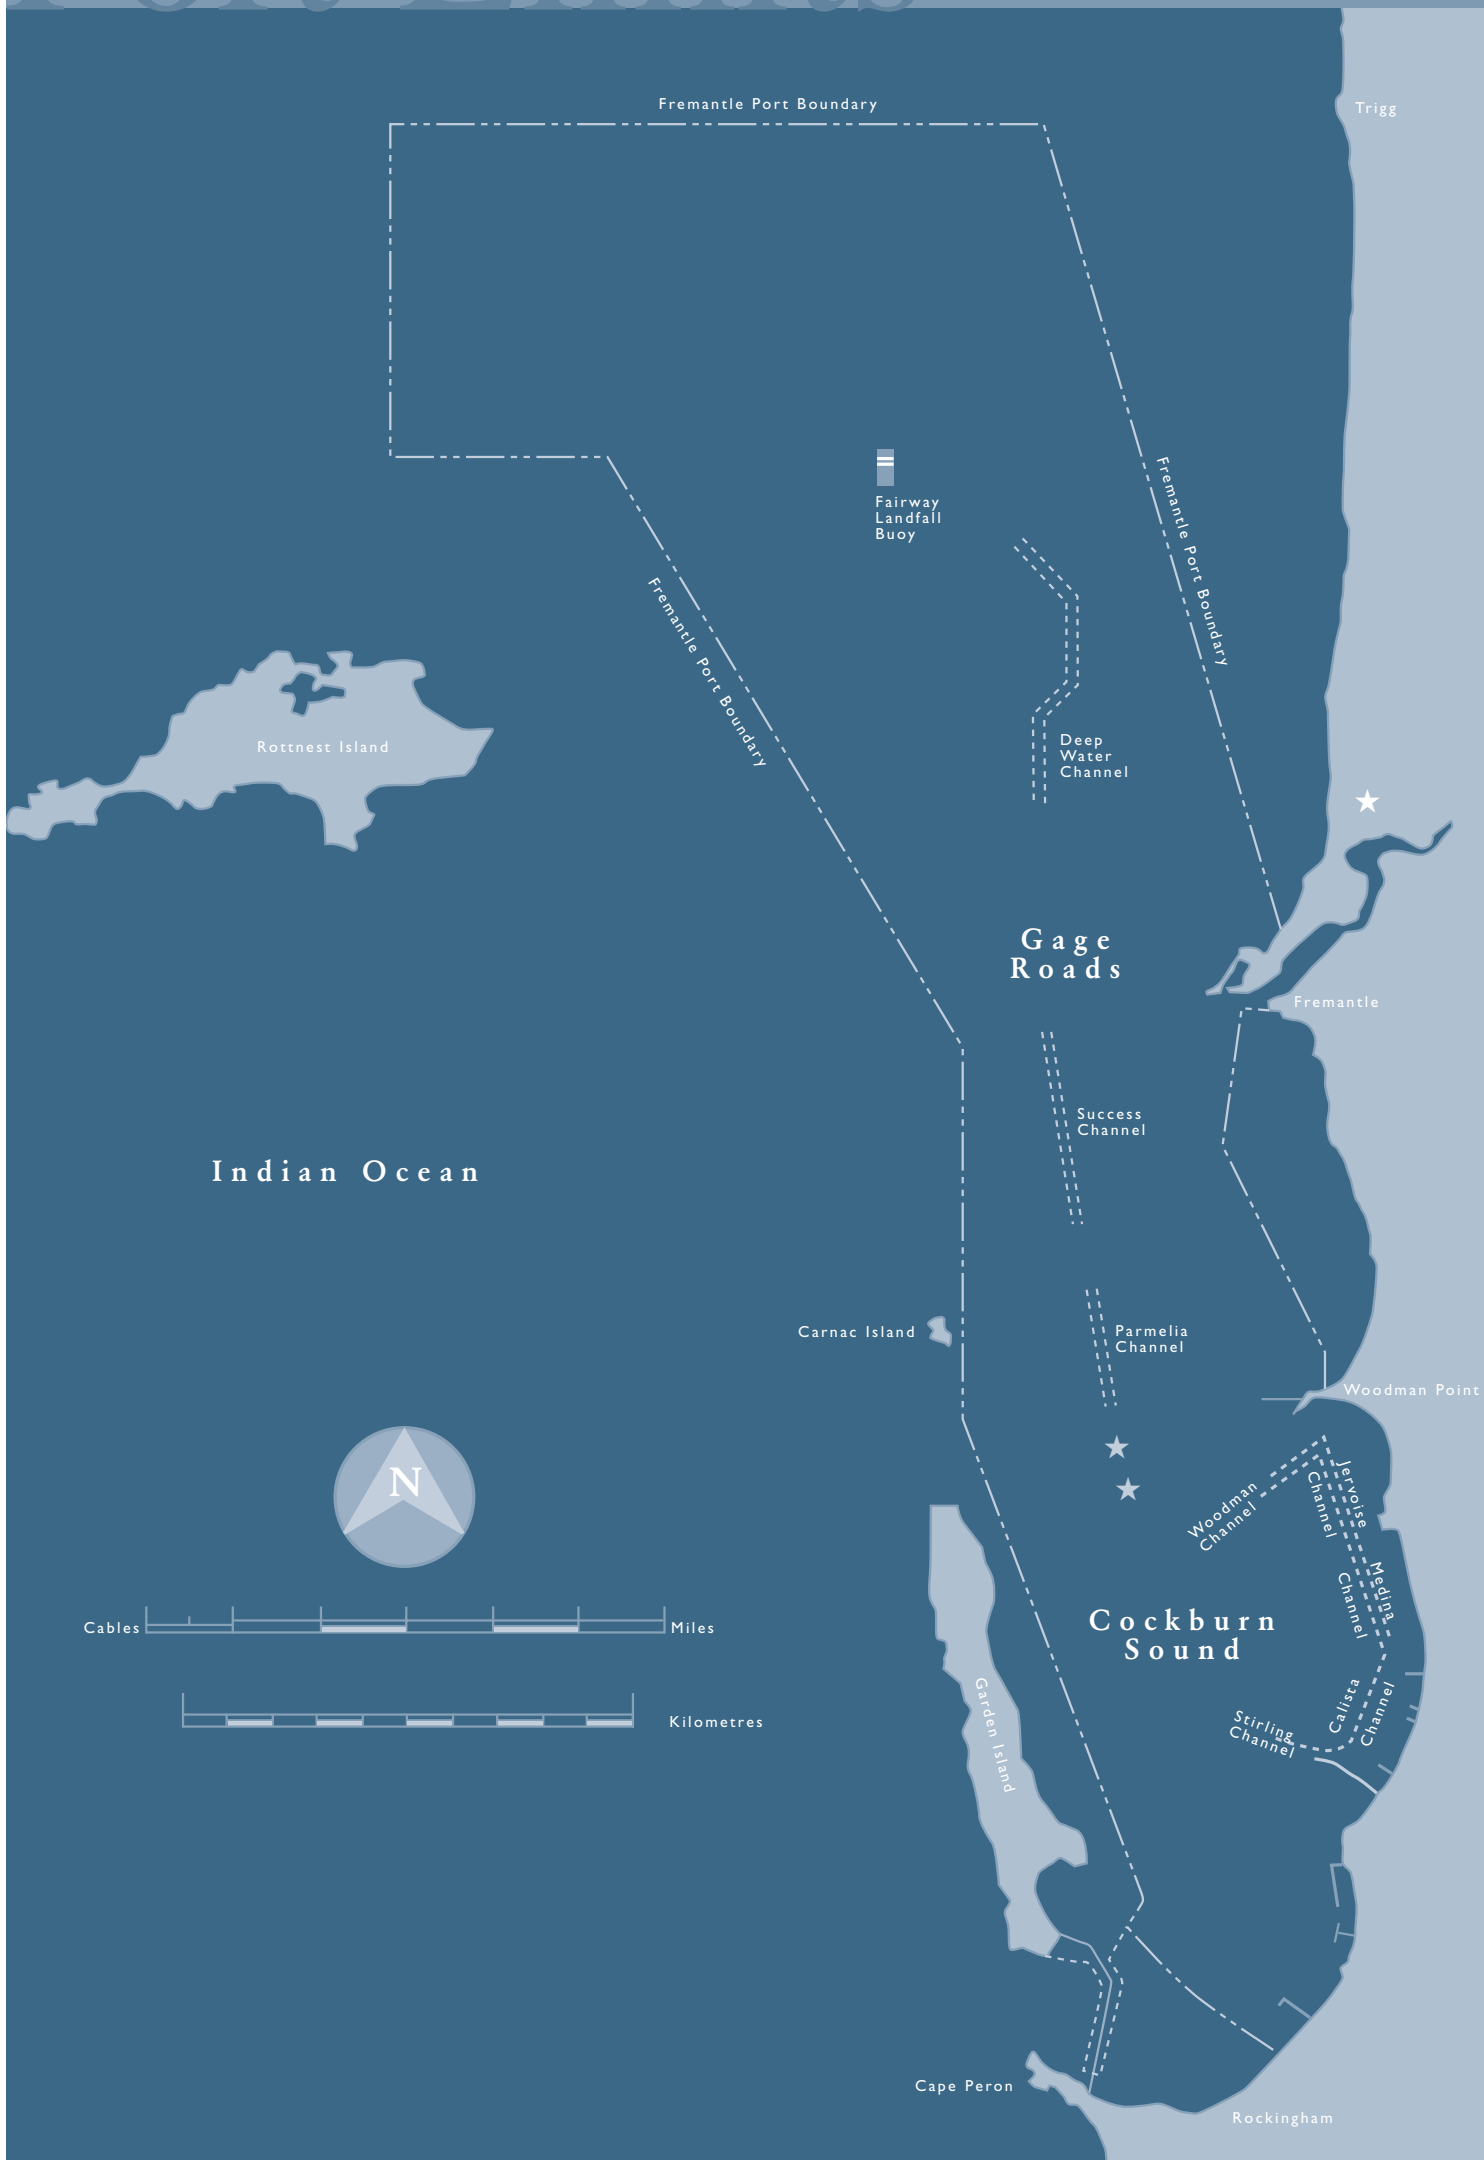 Port Limits
Fremantle Port Boundary
Trigg
Fairway
Landfall
Buoy
Fremantle Port Boundary
Fremantle Port Boundary
Rottnest Island
Deep
Water
Channel
Gage
Roads
Fremantle
Success
Channel
Indian Ocean
Carnac Island
Parmelia
Channel
Woodman Point
N
Woodman
Channel
Jervoise
Channel
Medina
Channel
Cockburn
Sound
Cables
Miles
Garden Island
Calista
Channel
Stirling
Channel
Kilometres
Cape Peron
Rockingham